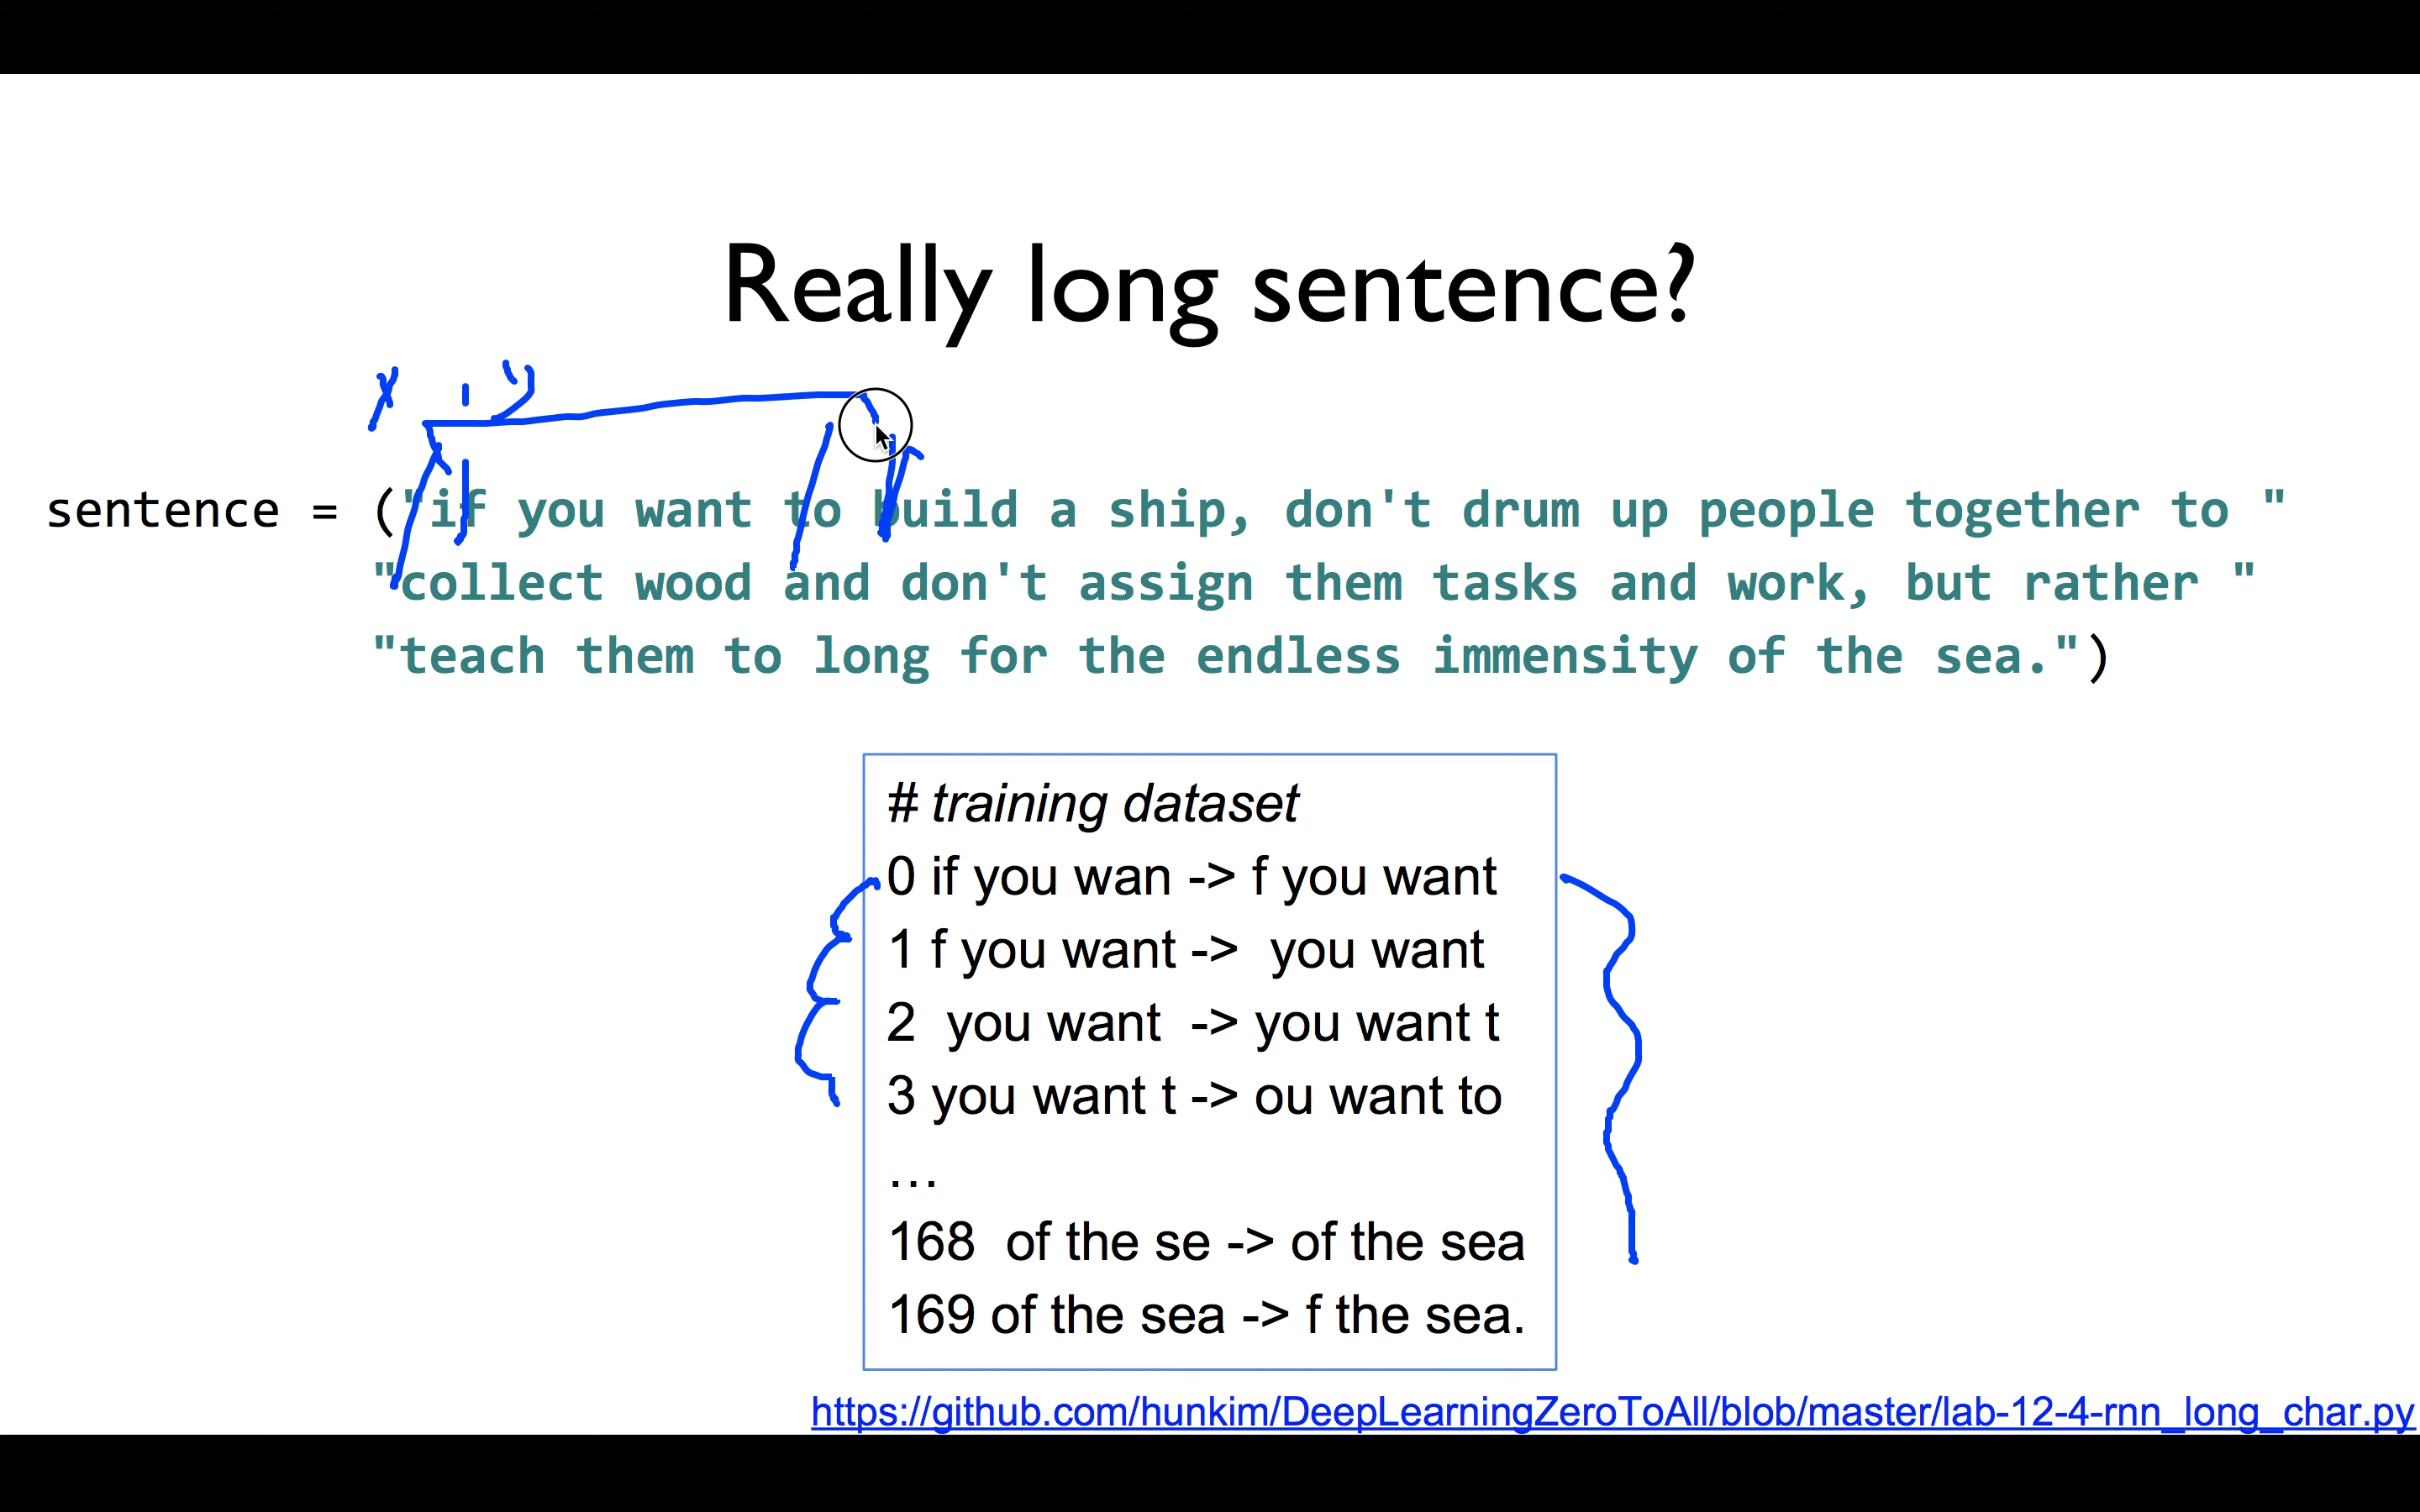 Really long sentence?
x y
sentence = ("if you want to build a ship, don't drum up people together to "
"collect wood and don't assign them tasks and work, but rather "
"teach them to long for the endless immensity of the sea.")
# training dataset
0 if you wan -> f you want
1 f you want ->  you want
2  you want  -> you want t
3 you want t -> ou want to
…
168  of the se -> of the sea
169 of the sea -> f the sea.
https://github.com/hunkim/DeepLearningZeroToAll/blob/master/lab-12-4-rnn_long_char.py